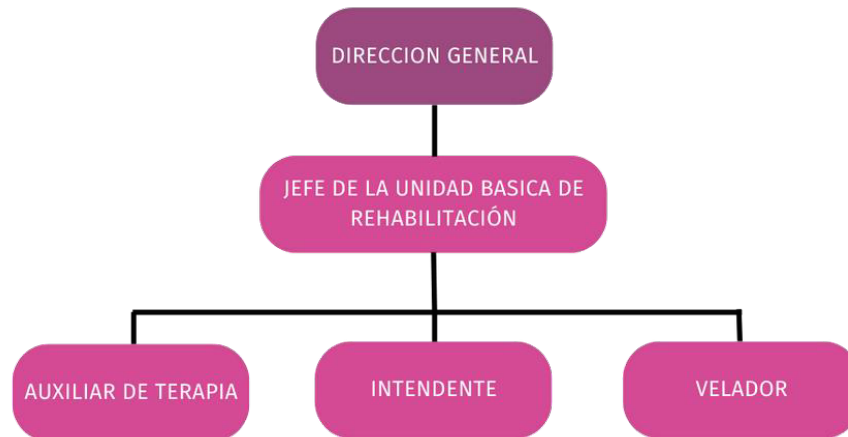 DIRECCION GENERAL
JEFE DE LA UNIDAD BASICA DE
REHABILITACIÓN
AUXILIAR DE TERAPIA
INTENDENTE
VELADOR